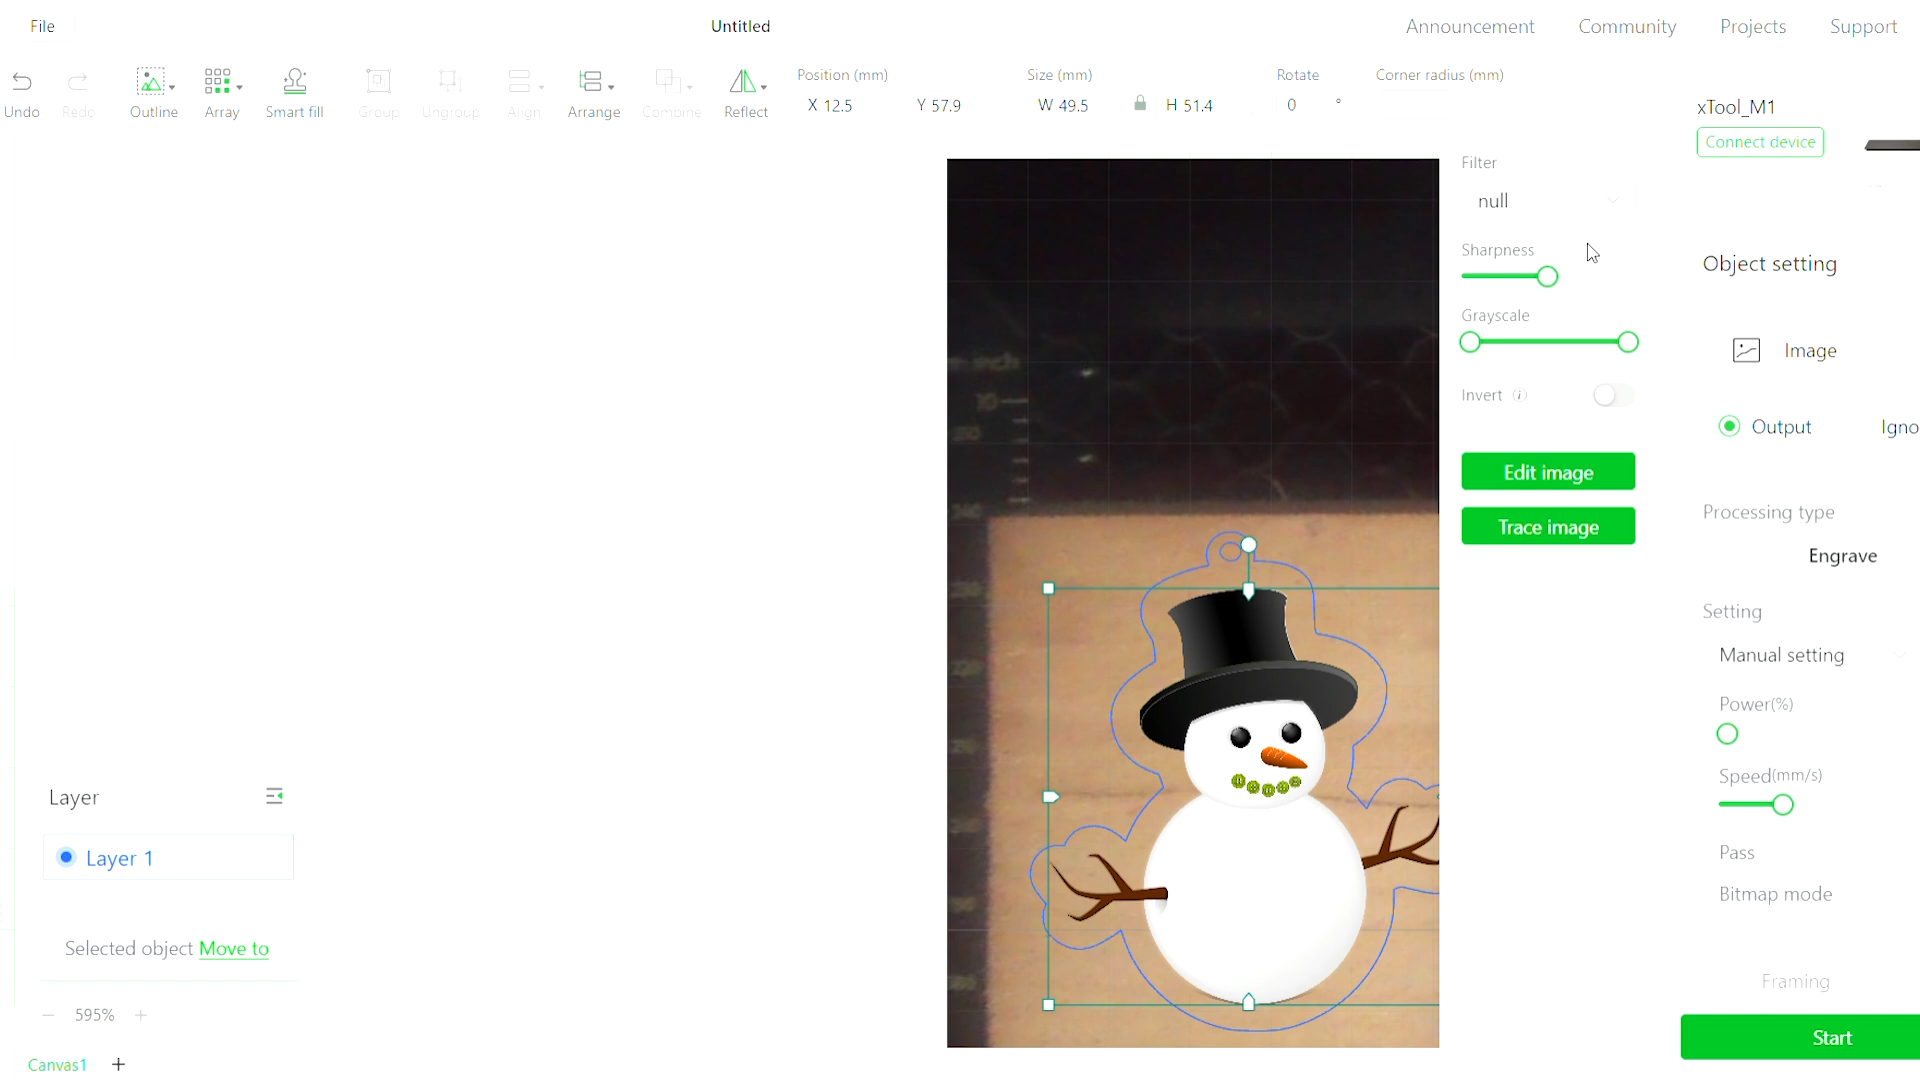 File
Untitled
Announcement Community Projects Support
Undo Redo Outline Array Smart fill Group Ungroup Align Arrange Combine Reflect
Position (mm) Size (mm) Rotate Corner radius (mm)
X 12.5 Y 57.9 W 49.5 H 51.4 0 °
xTool_M1
Connect device
Filter
null
Sharpness
Grayscale
Invert
Edit image
Trace image
Object setting
Image
Output Igno
Processing type
Engrave
Setting
Manual setting
Power(%)
Speed(mm/s)
Pass
Bitmap mode
Framing
Start
inch
10
Layer
Layer 1
Selected object Move to
595%
Canvas1 +